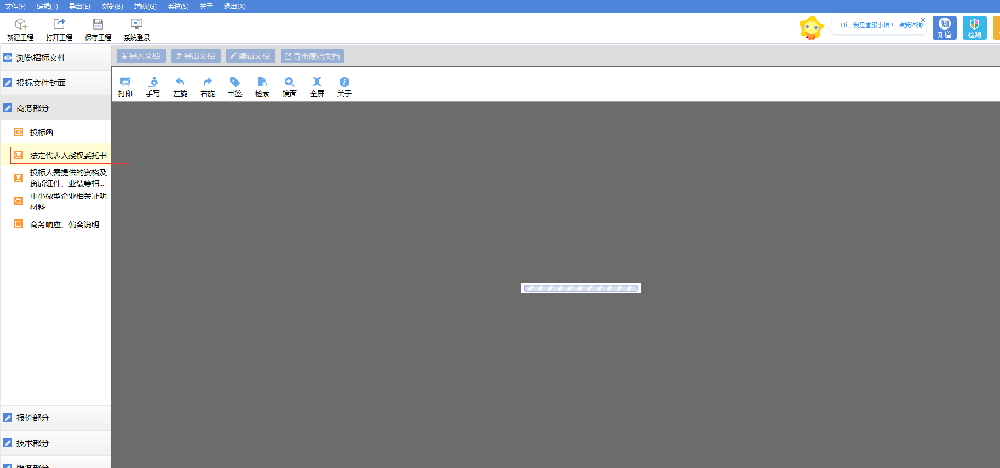 文件(F) 编辑(T) 导出(E) 浏览(B) 辅助(G) 系统(S) 关于 退出(X)
新建工程 打开工程 保存工程 系统登录
Hi，我是客服小桥！ 点我咨询
知
知道
检测
浏览招标文件
导入文档 导出文档 编辑文档 导出原始文档
投标文件封面
打印 手写 左旋 右旋 书签 检索 镜面 全屏 关于
商务部分
投标函
法定代表人授权委托书
投标人需提供的资格及
资质证件、业绩等相...
中小微型企业相关证明
材料
商务响应、偏离说明
报价部分
技术部分